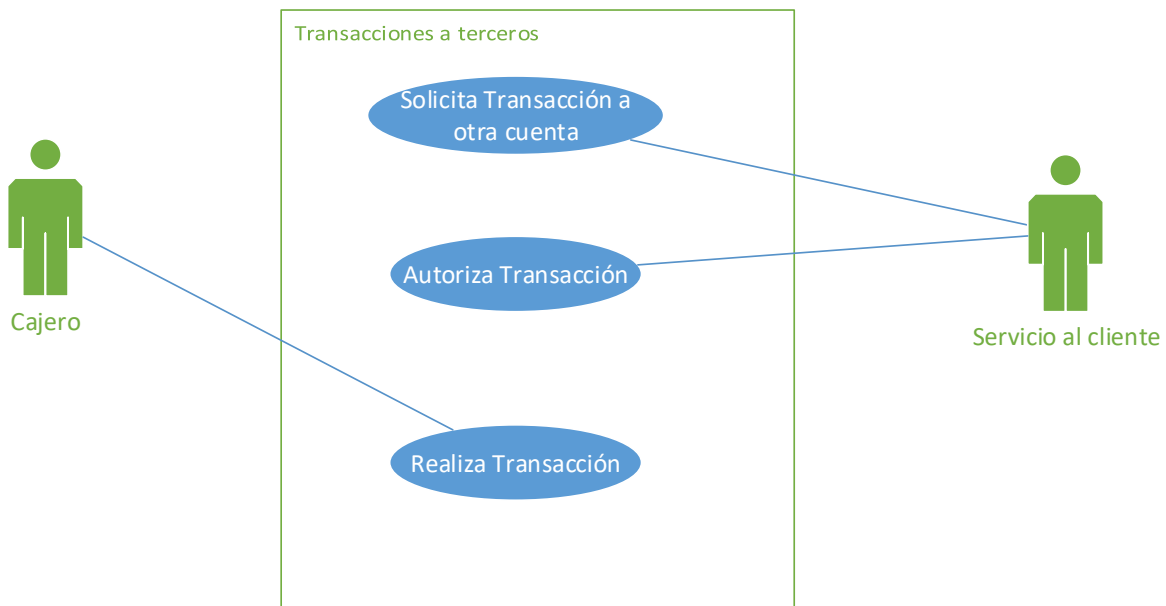 Transacciones a terceros
Solicita Transacción a
otra cuenta
Autoriza Transacción
Cajero
Servicio al cliente
Realiza Transacción